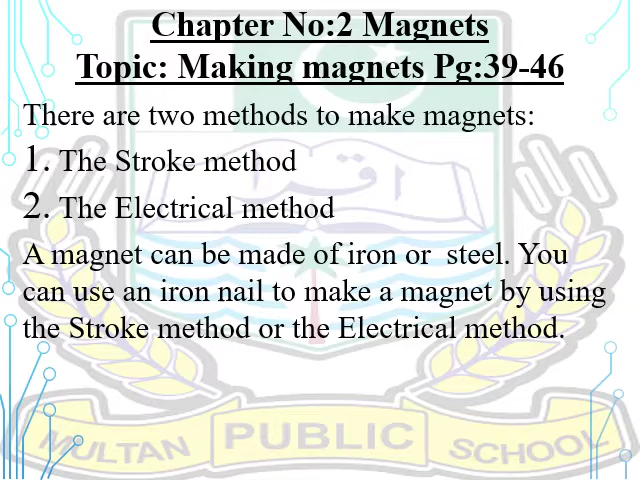 Chapter No:2 Magnets
Topic: Making magnets Pg:39-46
There are two methods to make magnets:
1. The Stroke method
2. The Electrical method
A magnet can be made of iron or  steel. You
can use an iron nail to make a magnet by using
the Stroke method or the Electrical method.
اقرا
MULTAN PUBLIC SCHOOL